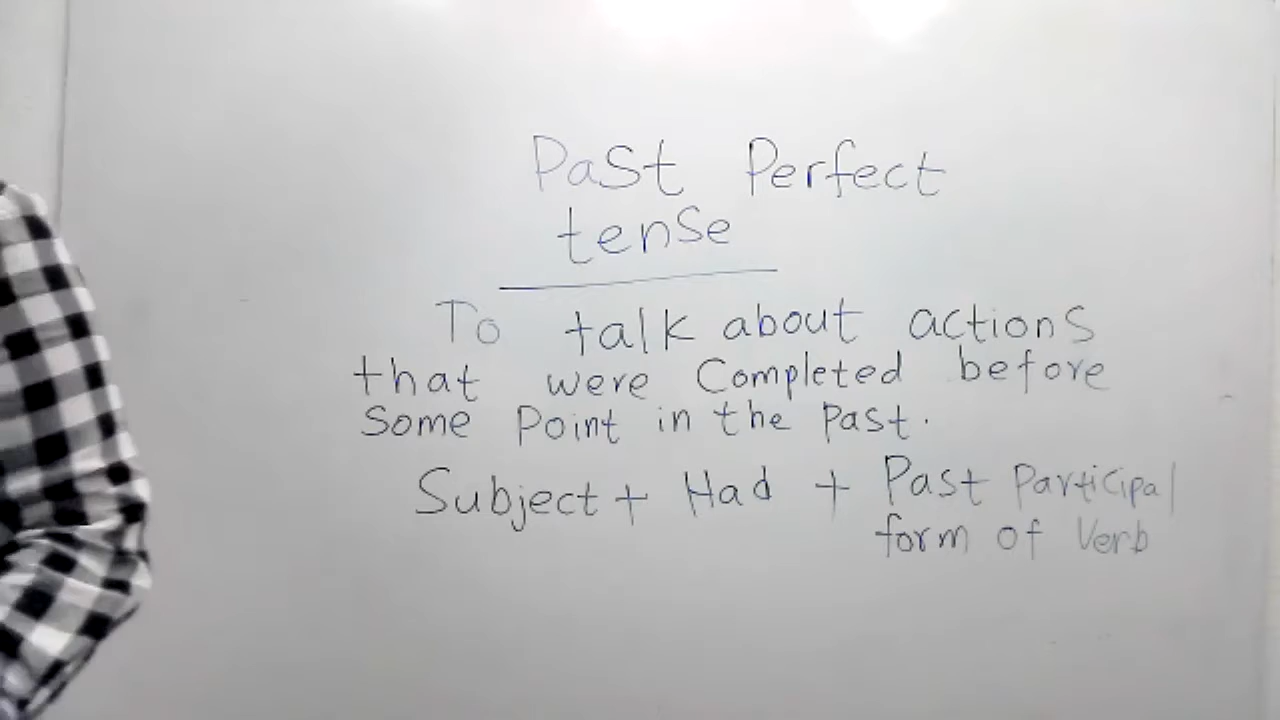 Past Perfect
tense
To talk about actions
that were Completed before
Some Point in the Past.
Subject + Had + Past Participal
form of Verb